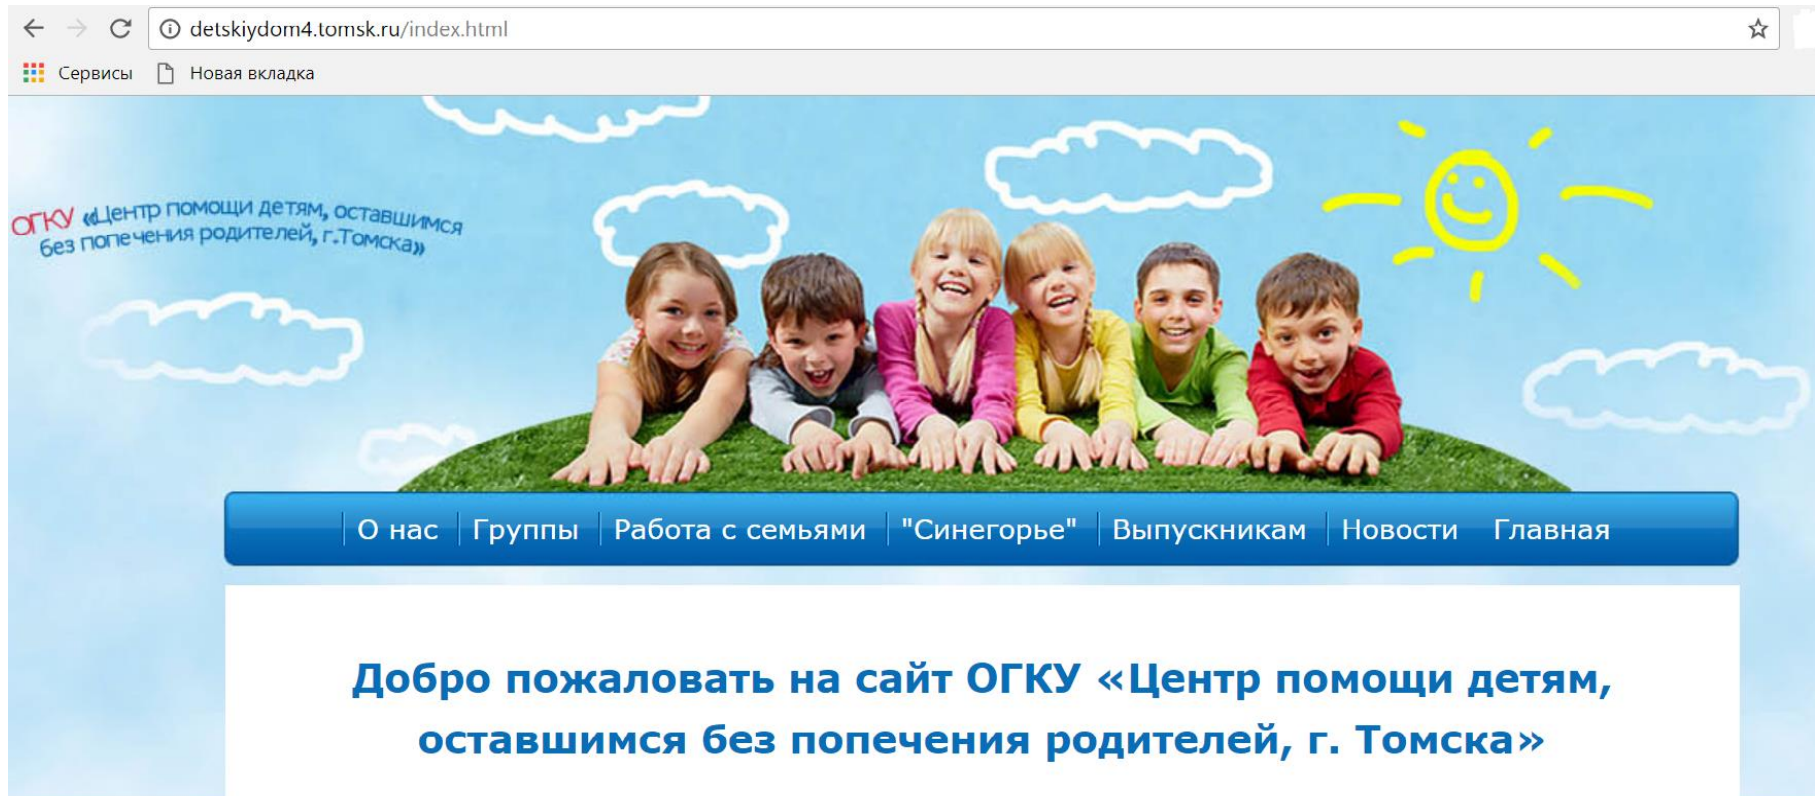 detskiydom4.tomsk.ru/index.html
Сервисы Новая вкладка
ОГКУ «Центр помощи детям, оставшимся
без попечения родителей, г.Томска»
О нас Группы Работа с семьями "Синегорье" Выпускникам Новости Главная
Добро пожаловать на сайт ОГКУ «Центр помощи детям,
оставшимся без попечения родителей, г. Томска»